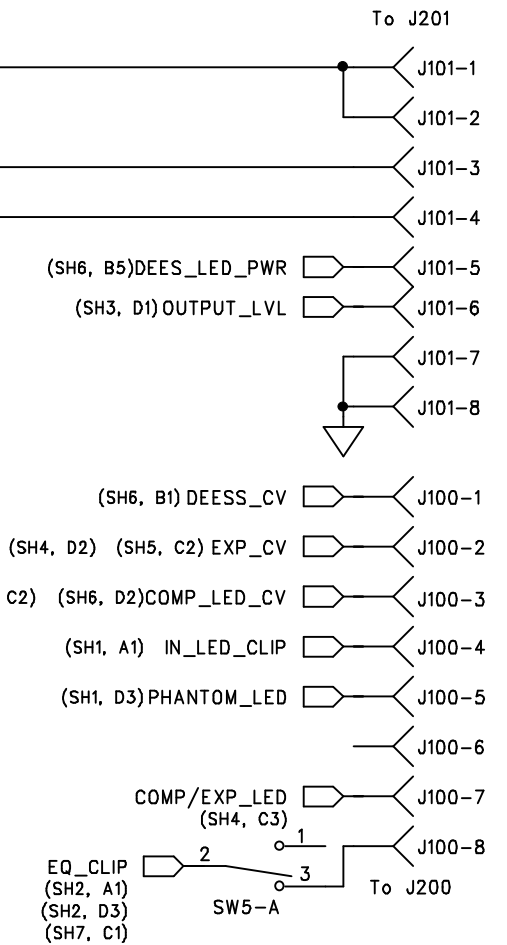 To J201
J101-1
J101-2
J101-3
J101-4
(SH6, B5)DEES_LED_PWR J101-5
(SH3, D1)OUTPUT_LVL J101-6
J101-7
J101-8
(SH6, B1) DEESS_CV J100-1
(SH4, D2) (SH5, C2) EXP_CV J100-2
C2) (SH6, D2)COMP_LED_CV J100-3
(SH1, A1) IN_LED_CLIP J100-4
(SH1, D3)PHANTOM_LED J100-5
J100-6
COMP/EXP_LED J100-7
(SH4, C3)
1 J100-8
EQ_CLIP 2
3 To J200
(SH2, A1)
(SH2, D3) SW5-A
(SH7, C1)